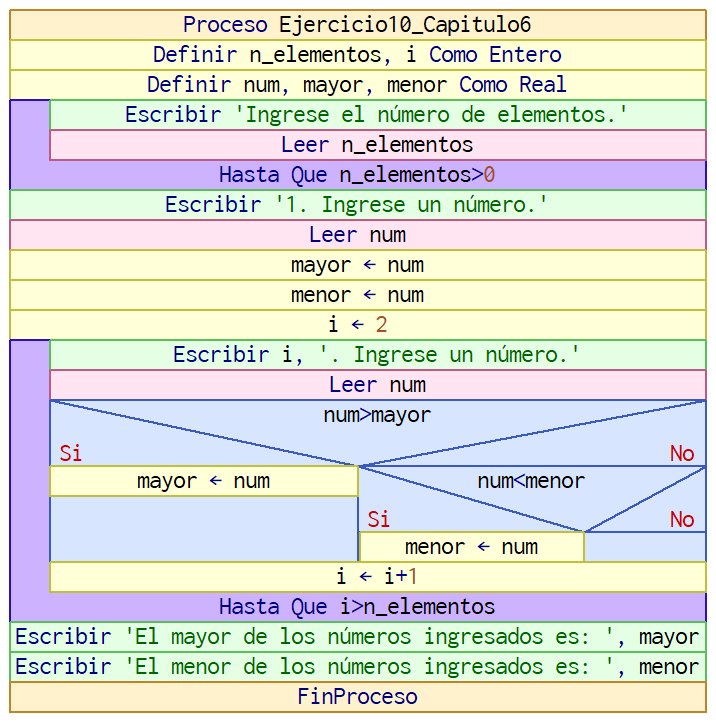 Proceso Ejercicio10_Capitulo6
Definir n_elementos, i Como Entero
Definir num, mayor, menor Como Real
Escribir 'Ingrese el número de elementos.'
Leer n_elementos
Hasta Que n_elementos>0
Escribir '1. Ingrese un número.'
Leer num
mayor ← num
menor ← num
i ← 2
Escribir i, '. Ingrese un número.'
Leer num
num>mayor
Si No
mayor ← num
num<menor
Si No
menor ← num
i ← i+1
Hasta Que i>n_elementos
Escribir 'El mayor de los números ingresados es: ', mayor
Escribir 'El menor de los números ingresados es: ', menor
FinProceso